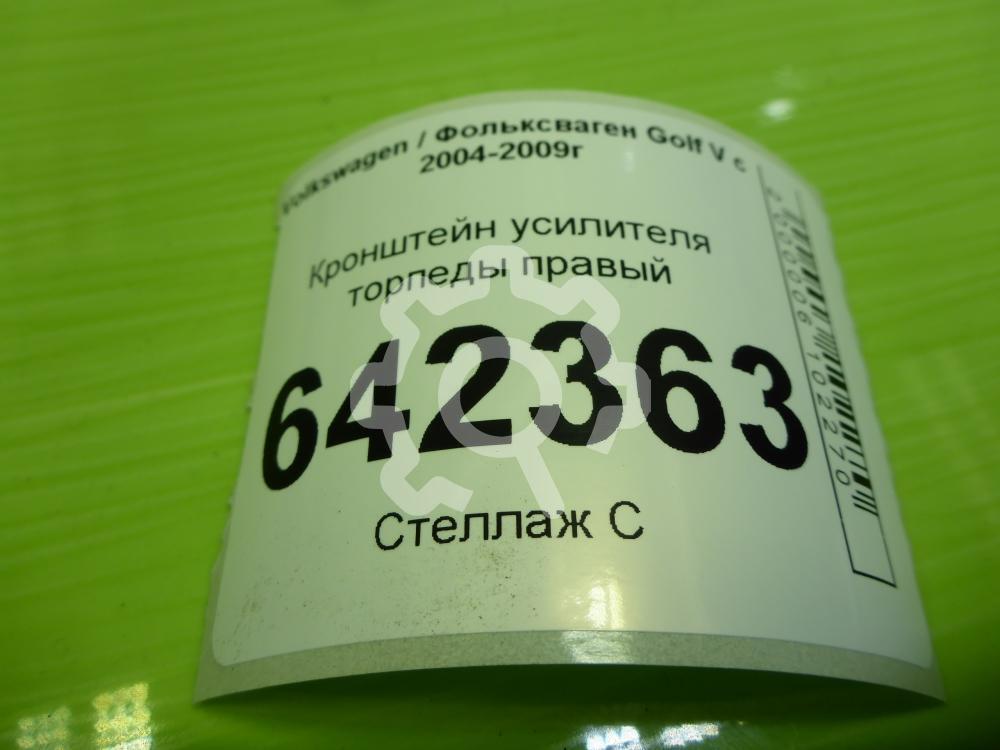 Volkswagen / Фольксваген Golf V с
2004-2009г
Кронштейн усилителя
торпеды правый
642363
Стеллаж С
2000006102270